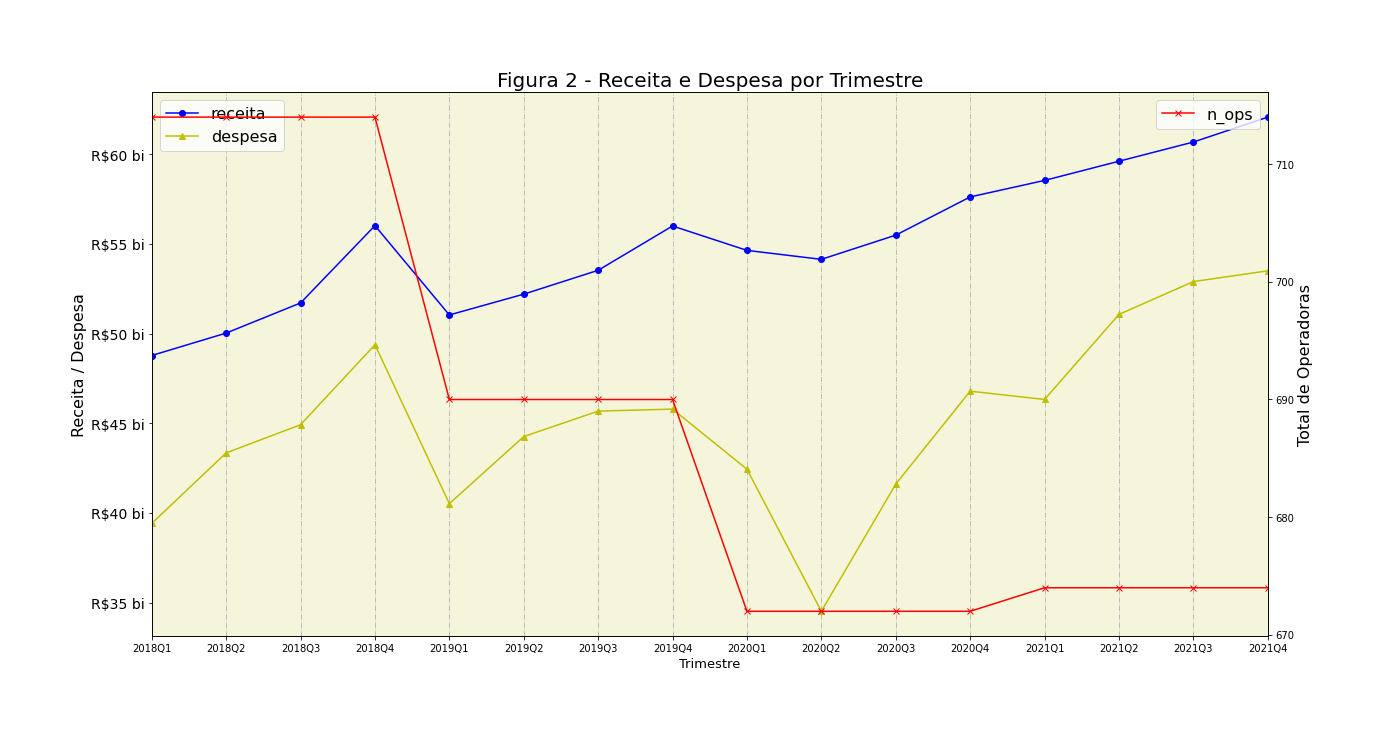 Figura 2 - Receita e Despesa por Trimestre
receita
despesa
n_ops
R$60 bi
R$55 bi
R$50 bi
R$45 bi
R$40 bi
R$35 bi
Receita / Despesa
710
700
690
680
670
Total de Operadoras
2018Q1 2018Q2 2018Q3 2018Q4 2019Q1 2019Q2 2019Q3 2019Q4 2020Q1 2020Q2 2020Q3 2020Q4 2021Q1 2021Q2 2021Q3 2021Q4
Trimestre